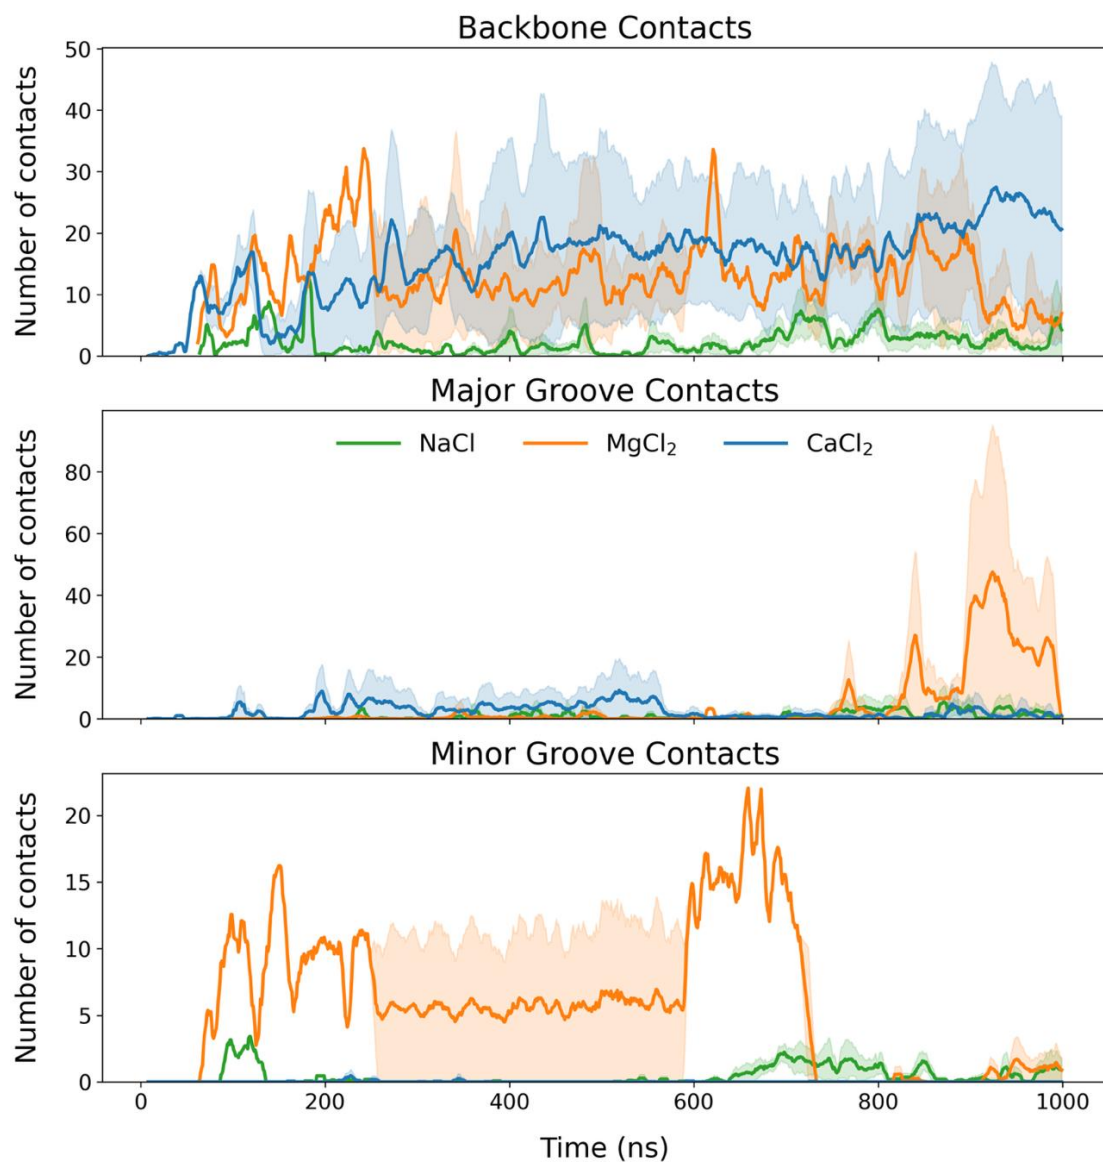 Backbone Contacts
50
40
30
20
10
0
Number of contacts
Major Groove Contacts
NaCl MgCl₂ CaCl₂
80
60
40
20
0
Number of contacts
Minor Groove Contacts
20
15
10
5
0
Number of contacts
0 200 400 600 800 1000
Time (ns)